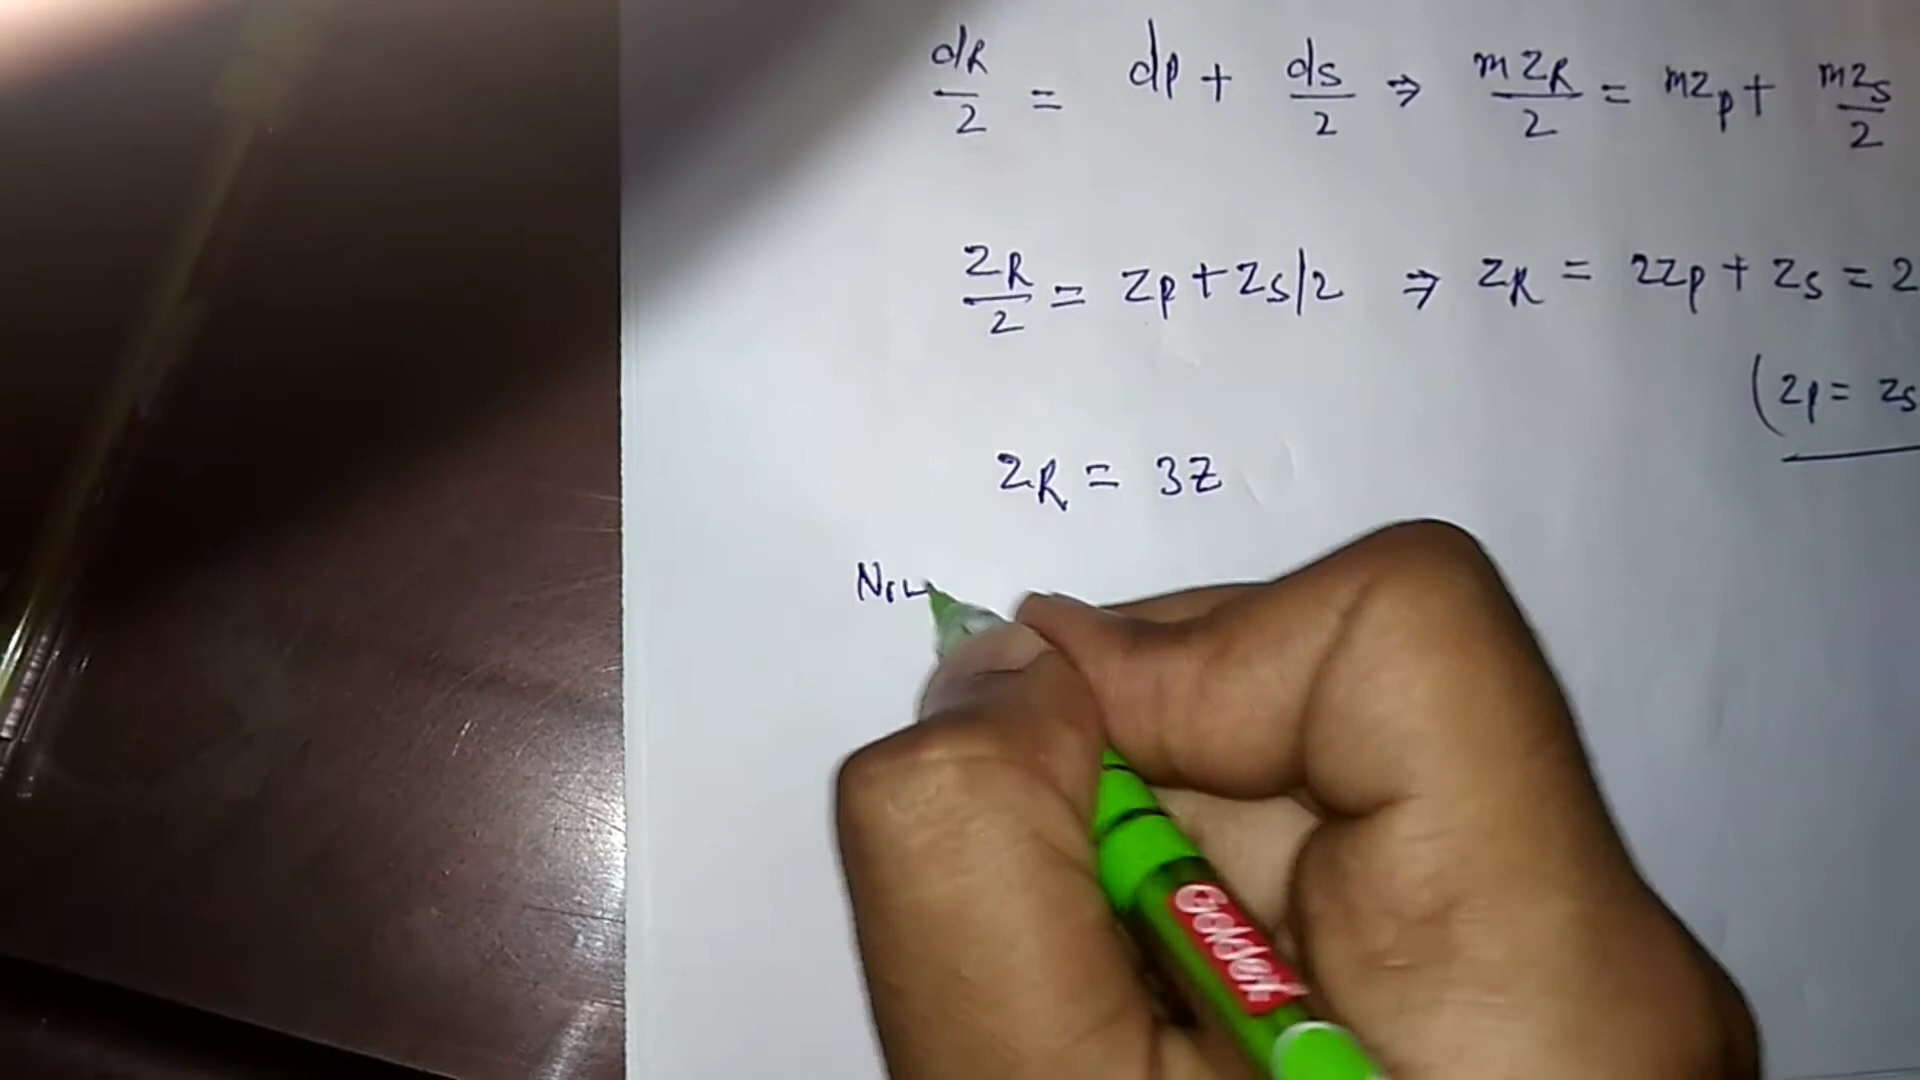 dR/2 = dp + ds/2 ⇒ mZR/2 = mZp + mZs/2
ZR/2 = Zp + Zs/2 ⇒ ZR = 2Zp + Zs = 2
(Zp = Zs
ZR = 3Z
Now
Goldex